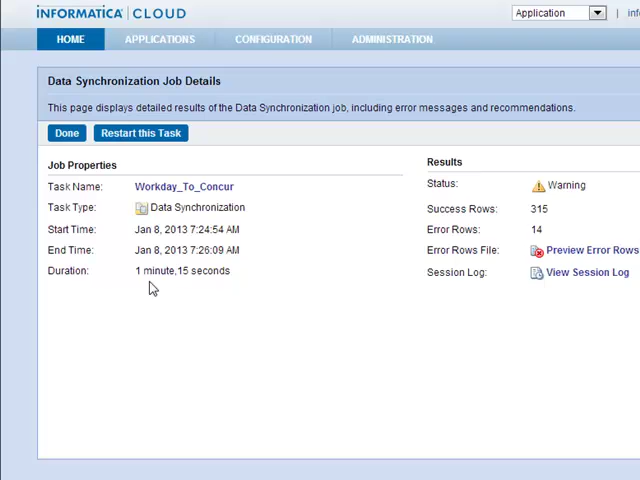 INFORMATICA | CLOUD
Application | inf
HOME APPLICATIONS CONFIGURATION ADMINISTRATION
Data Synchronization Job Details
This page displays detailed results of the Data Synchronization job, including error messages and recommendations.
Done Restart this Task
Job Properties
Task Name: Workday_To_Concur
Task Type: Data Synchronization
Start Time: Jan 8, 2013 7:24:54 AM
End Time: Jan 8, 2013 7:26:09 AM
Duration: 1 minute,15 seconds
Results
Status: Warning
Success Rows: 315
Error Rows: 14
Error Rows File: Preview Error Rows
Session Log: View Session Log